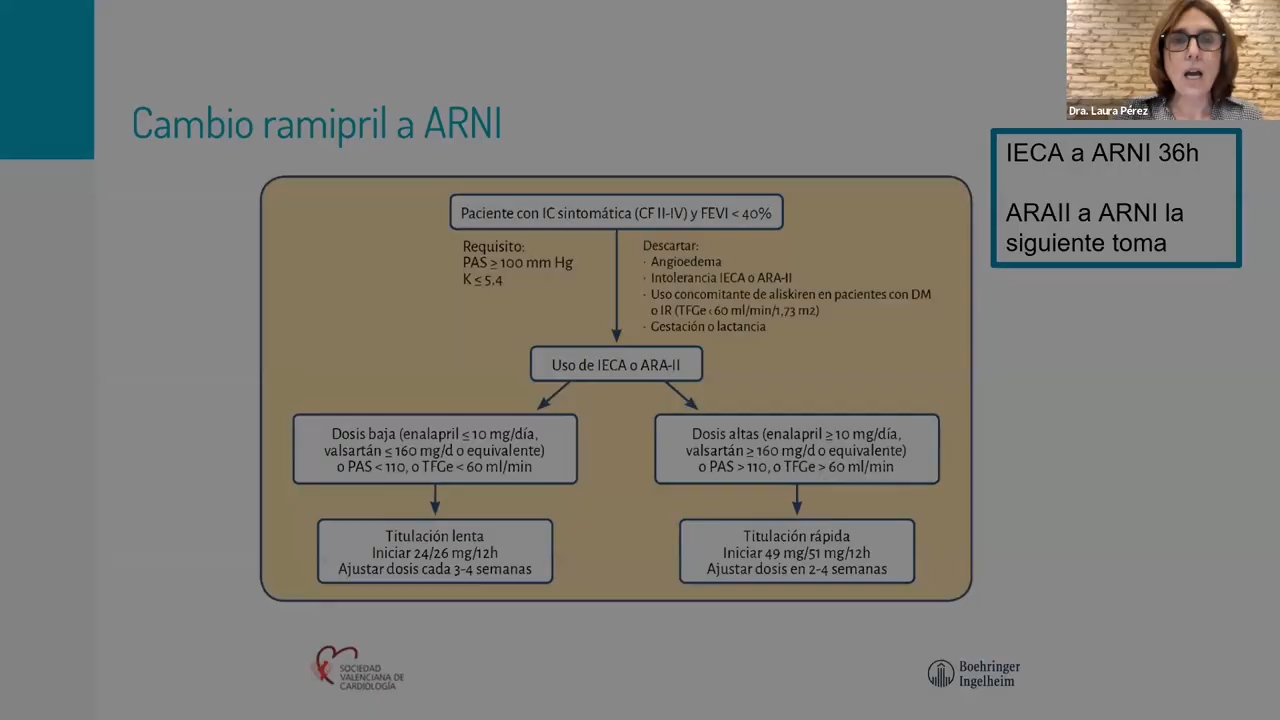 Dra. Laura Pérez
Cambio ramipril a ARNI
IECA a ARNI 36h
ARAII a ARNI la
siguiente toma
Paciente con IC sintomática (CF II-IV) y FEVI < 40%
Requisito:
PAS ≥ 100 mm Hg
K ≤ 5,4
Descartar:
· Angioedema
· Intolerancia IECA o ARA-II
· Uso concomitante de aliskiren en pacientes con DM
o IR (TFGe < 60 ml/min/1,73 m2)
· Gestación o lactancia
Uso de IECA o ARA-II
Dosis baja (enalapril ≤ 10 mg/día,
valsartán ≤ 160 mg/d o equivalente)
o PAS < 110, o TFGe < 60 ml/min
Dosis altas (enalapril ≥ 10 mg/día,
valsartán ≥ 160 mg/d o equivalente)
o PAS > 110, o TFGe > 60 ml/min
Titulación lenta
Iniciar 24/26 mg/12h
Ajustar dosis cada 3-4 semanas
Titulación rápida
Iniciar 49 mg/51 mg/12h
Ajustar dosis en 2-4 semanas
SOCIEDAD
VALENCIANA DE
CARDIOLOGÍA
Boehringer
Ingelheim